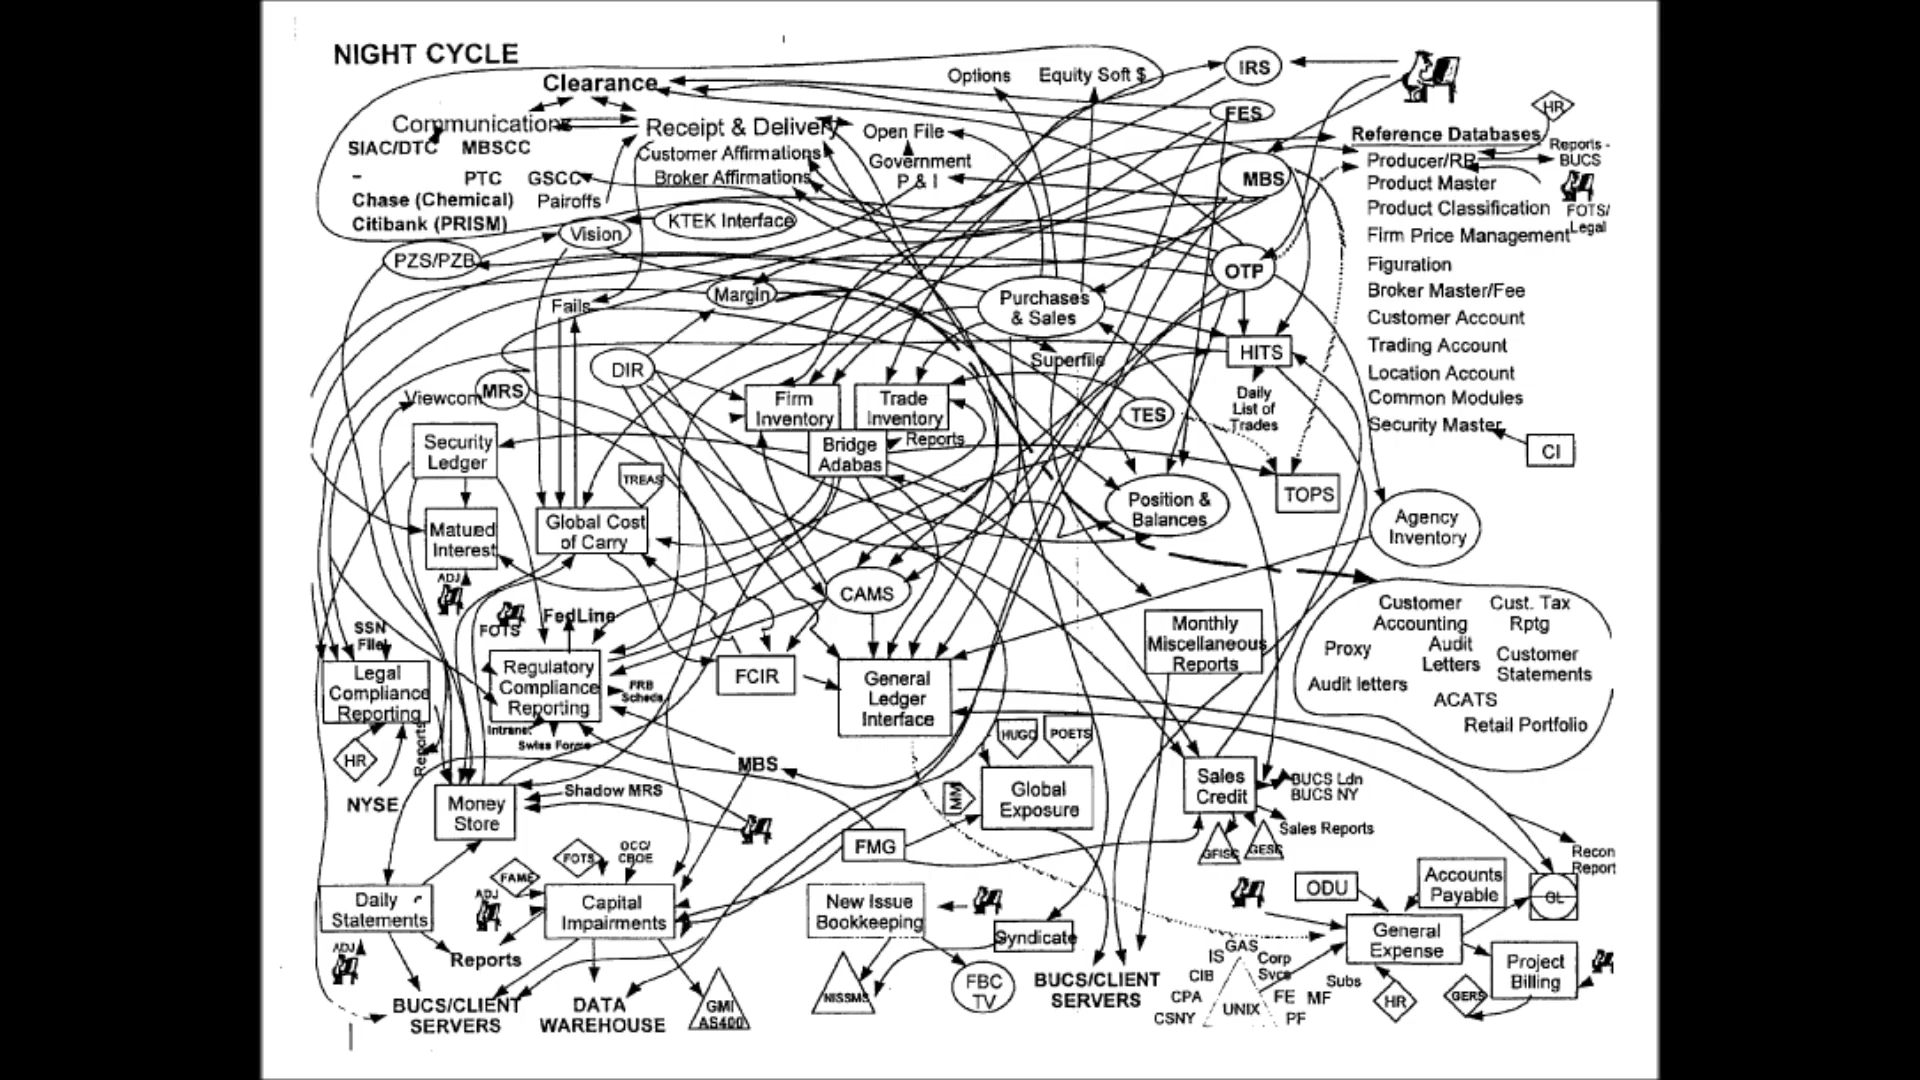 NIGHT CYCLE
Clearance
Options
Equity Soft $
IRS
FES
HR
Communications
Receipt & Delivery
Open File
Reference Databases
SIAC/DTC
MBSCC
Customer Affirmations
Government
P & I
Producer/RR
Reports -
BUCS
PTC
GSCC
Broker Affirmations
MBS
Product Master
Chase (Chemical)
Pairoffs
Product Classification
FOTS/
Legal
Citibank (PRISM)
KTEK Interface
Vision
Firm Price Management
PZS/PZB
OTP
Figuration
Margin
Purchases
& Sales
Broker Master/Fee
Fails
Customer Account
Superfile
HITS
Trading Account
DIR
Location Account
Viewcom
MRS
Firm
Inventory
Trade
Inventory
TES
Daily
List of
Trades
Common Modules
Security Master
CI
Security
Ledger
Bridge
Adabas
Reports
TREAS
TOPS
Position &
Balances
Agency
Inventory
Matued
Interest
Global Cost
of Carry
ADJ
CAMS
FOTS
FedLine
SSN
File
Monthly
Miscellaneous
Reports
Customer
Accounting
Cust. Tax
Rptg
Proxy
Audit
Letters
Customer
Statements
Audit letters
ACATS
Retail Portfolio
Legal
Compliance
Reporting
Regulatory
Compliance
Reporting
FRB
Scheds
FCIR
General
Ledger
Interface
Intranet
Swiss Forms
Reports
HR
HUGO
POETS
MBS
NYSE
Money
Store
Shadow MRS
MM
Global
Exposure
Sales
Credit
BUCS Ldn
BUCS NY
Sales Reports
FMG
GFISC
GESC
FOTS
OCC/
CBOE
FAME
Recon
Report
ADJ
Daily
Statements
Capital
Impairments
New Issue
Bookkeeping
Syndicate
ODU
Accounts
Payable
GL
General
Expense
ADJ
Reports
Project
Billing
BUCS/CLIENT
SERVERS
DATA
WAREHOUSE
GMI
AS400
NISSMS
FBC
TV
BUCS/CLIENT
SERVERS
GAS
IS
Corp
Svcs
CIB
CPA
CSNY
UNIX
FE
MF
PF
Subs
HR
GERS